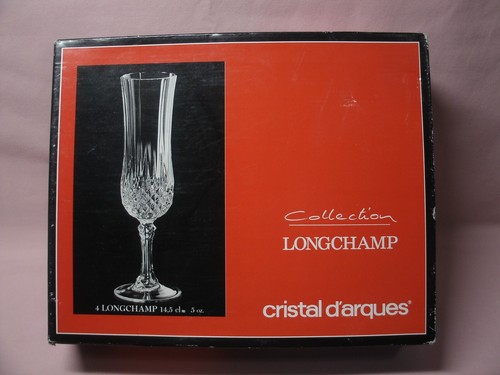 Collection
LONGCHAMP
cristal d'arques®
4 LONGCHAMP 14,5 cl 5 oz.